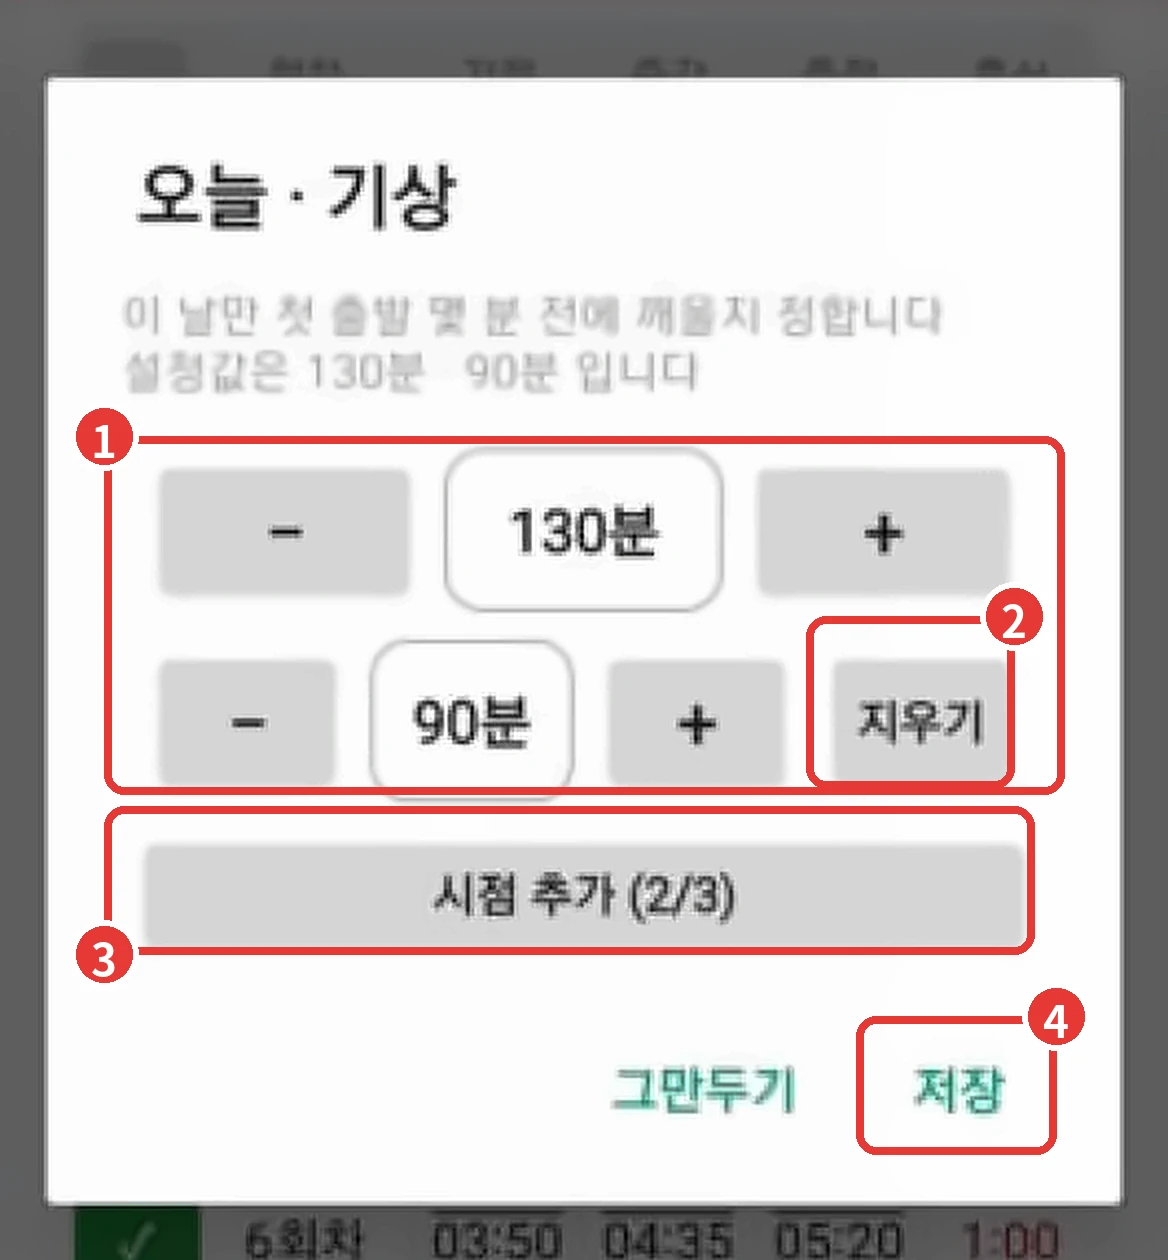 오늘 · 기상
이 날만 첫 출발 몇 분 전에 깨울지 정합니다
설정값은 130분 90분 입니다
1
− 130분 +
2
− 90분 + 지우기
시점 추가 (2/3)
3
4
그만두기 저장
✓ 6회차 03:50 04:35 05:20 1:00